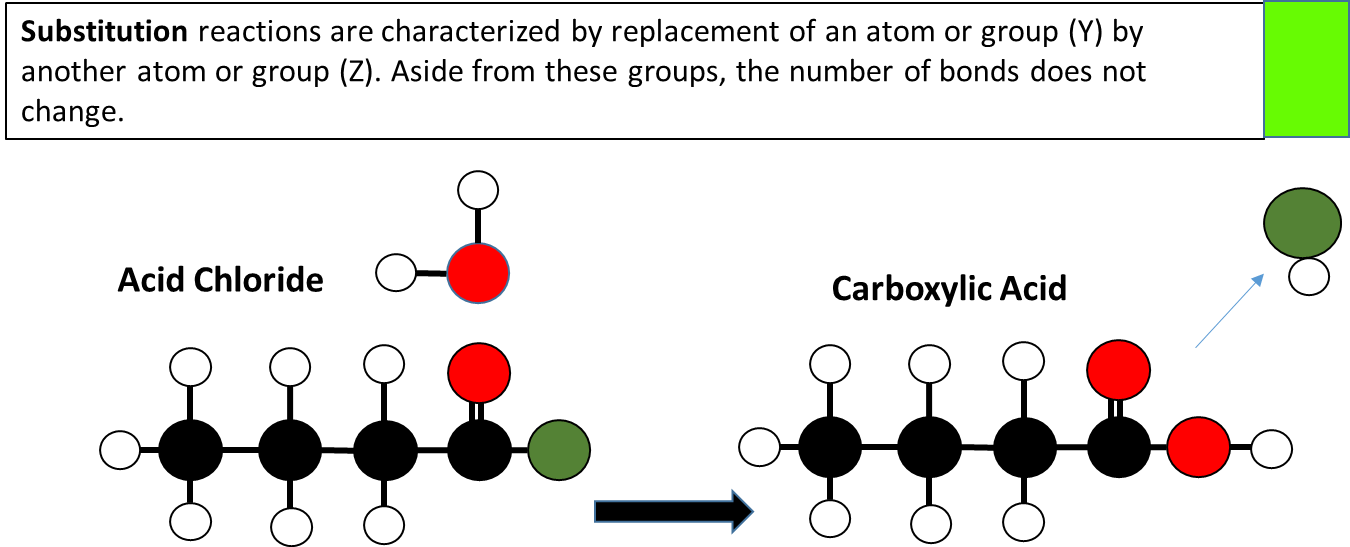 Substitution reactions are characterized by replacement of an atom or group (Y) by
another atom or group (Z). Aside from these groups, the number of bonds does not
change.
Acid Chloride
Carboxylic Acid